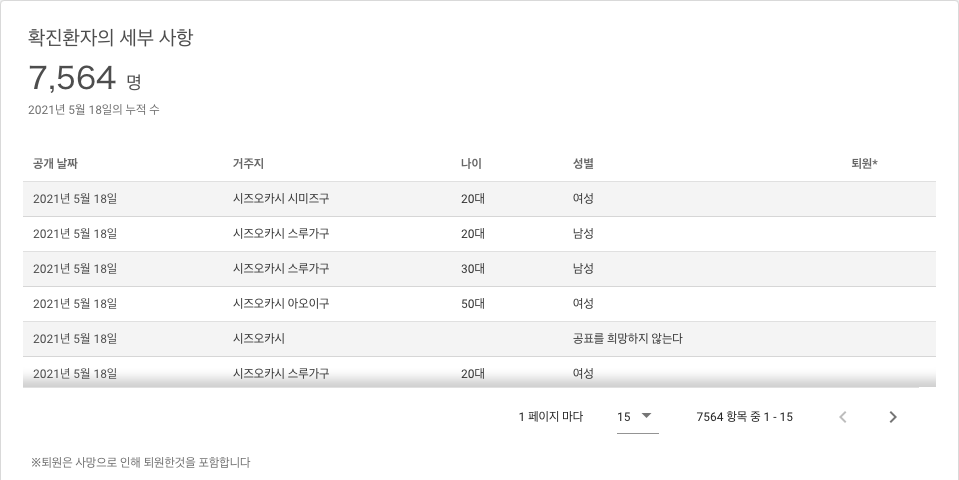 확진환자의 세부 사항
7,564 명
2021년 5월 18일의 누적 수
공개 날짜 거주지 나이 성별 퇴원*
2021년 5월 18일 시즈오카시 시미즈구 20대 여성
2021년 5월 18일 시즈오카시 스루가구 20대 남성
2021년 5월 18일 시즈오카시 스루가구 30대 남성
2021년 5월 18일 시즈오카시 아오이구 50대 여성
2021년 5월 18일 시즈오카시 공표를 희망하지 않는다
2021년 5월 18일 시즈오카시 스루가구 20대 여성
1 페이지 마다 15 7564 항목 중 1 - 15
※퇴원은 사망으로 인해 퇴원한것을 포함합니다